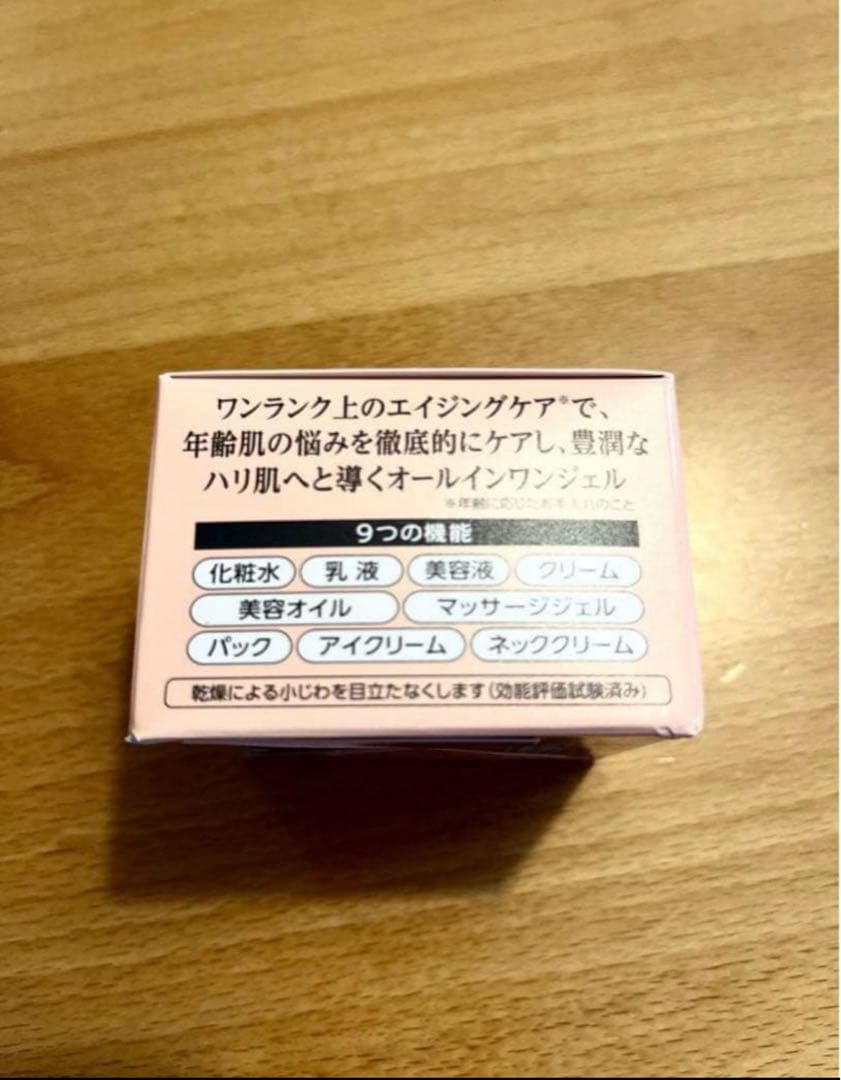 ワンランク上のエイジングケア※で、
年齢肌の悩みを徹底的にケアし、豊潤な
ハリ肌へと導くオールインワンジェル
※年齢に応じたお手入れのこと
9つの機能
化粧水 乳液 美容液 クリーム
美容オイル マッサージジェル
パック アイクリーム ネッククリーム
乾燥による小じわを目立たなくします(効能評価試験済み)